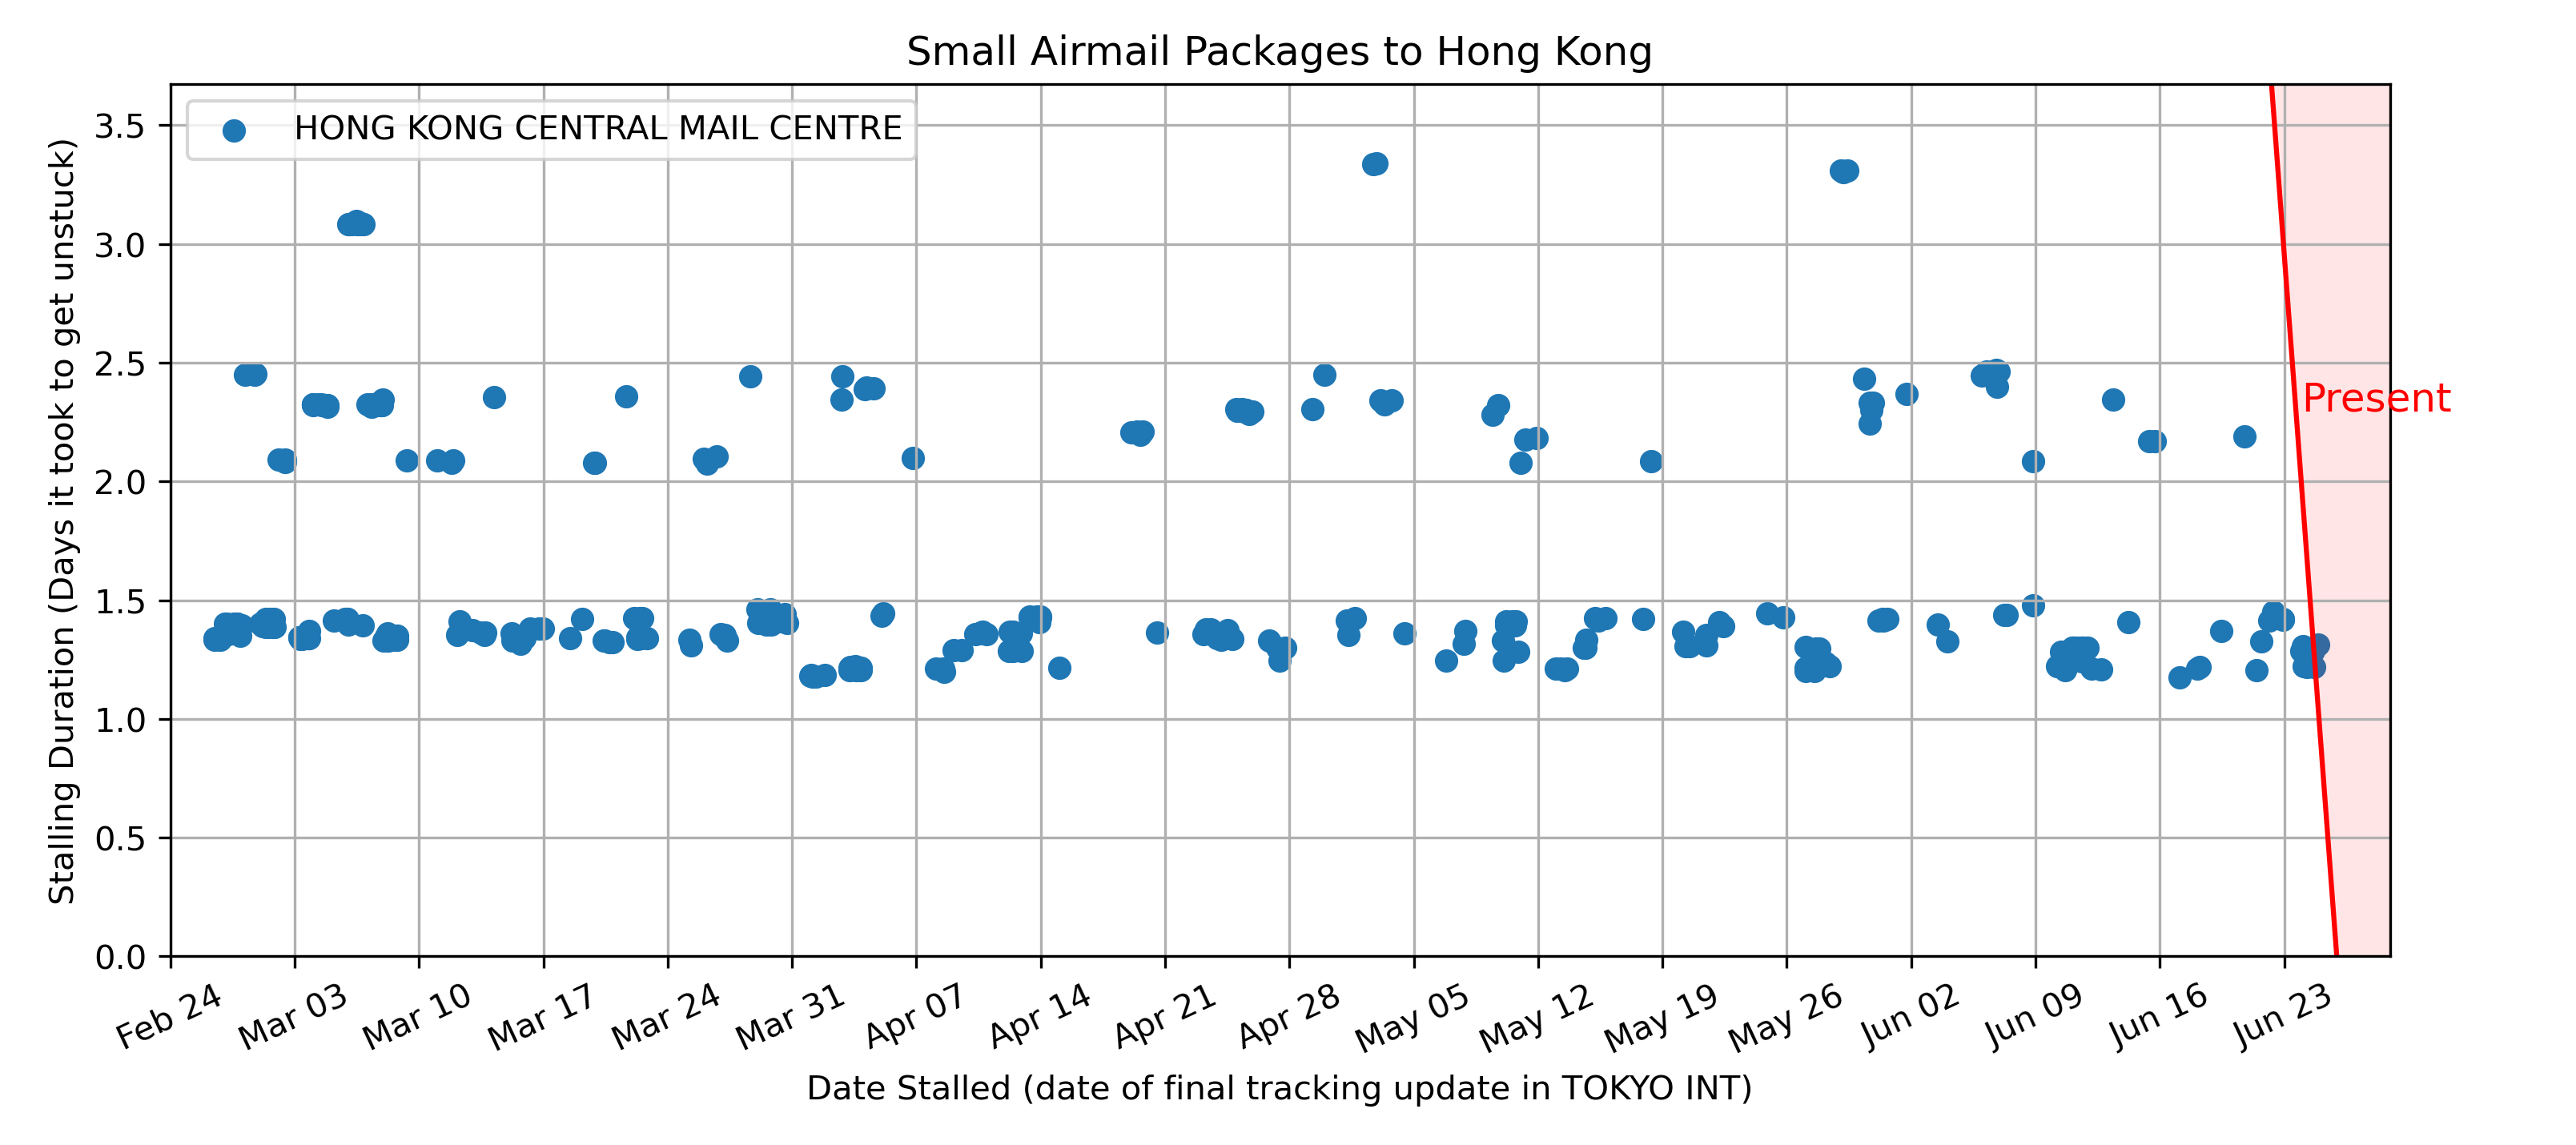 Small Airmail Packages to Hong Kong
HONG KONG CENTRAL MAIL CENTRE
Stalling Duration (Days it took to get unstuck)
3.5
3.0
2.5
2.0
1.5
1.0
0.5
0.0
Present
Feb 24
Mar 03
Mar 10
Mar 17
Mar 24
Mar 31
Apr 07
Apr 14
Apr 21
Apr 28
May 05
May 12
May 19
May 26
Jun 02
Jun 09
Jun 16
Jun 23
Date Stalled (date of final tracking update in TOKYO INT)